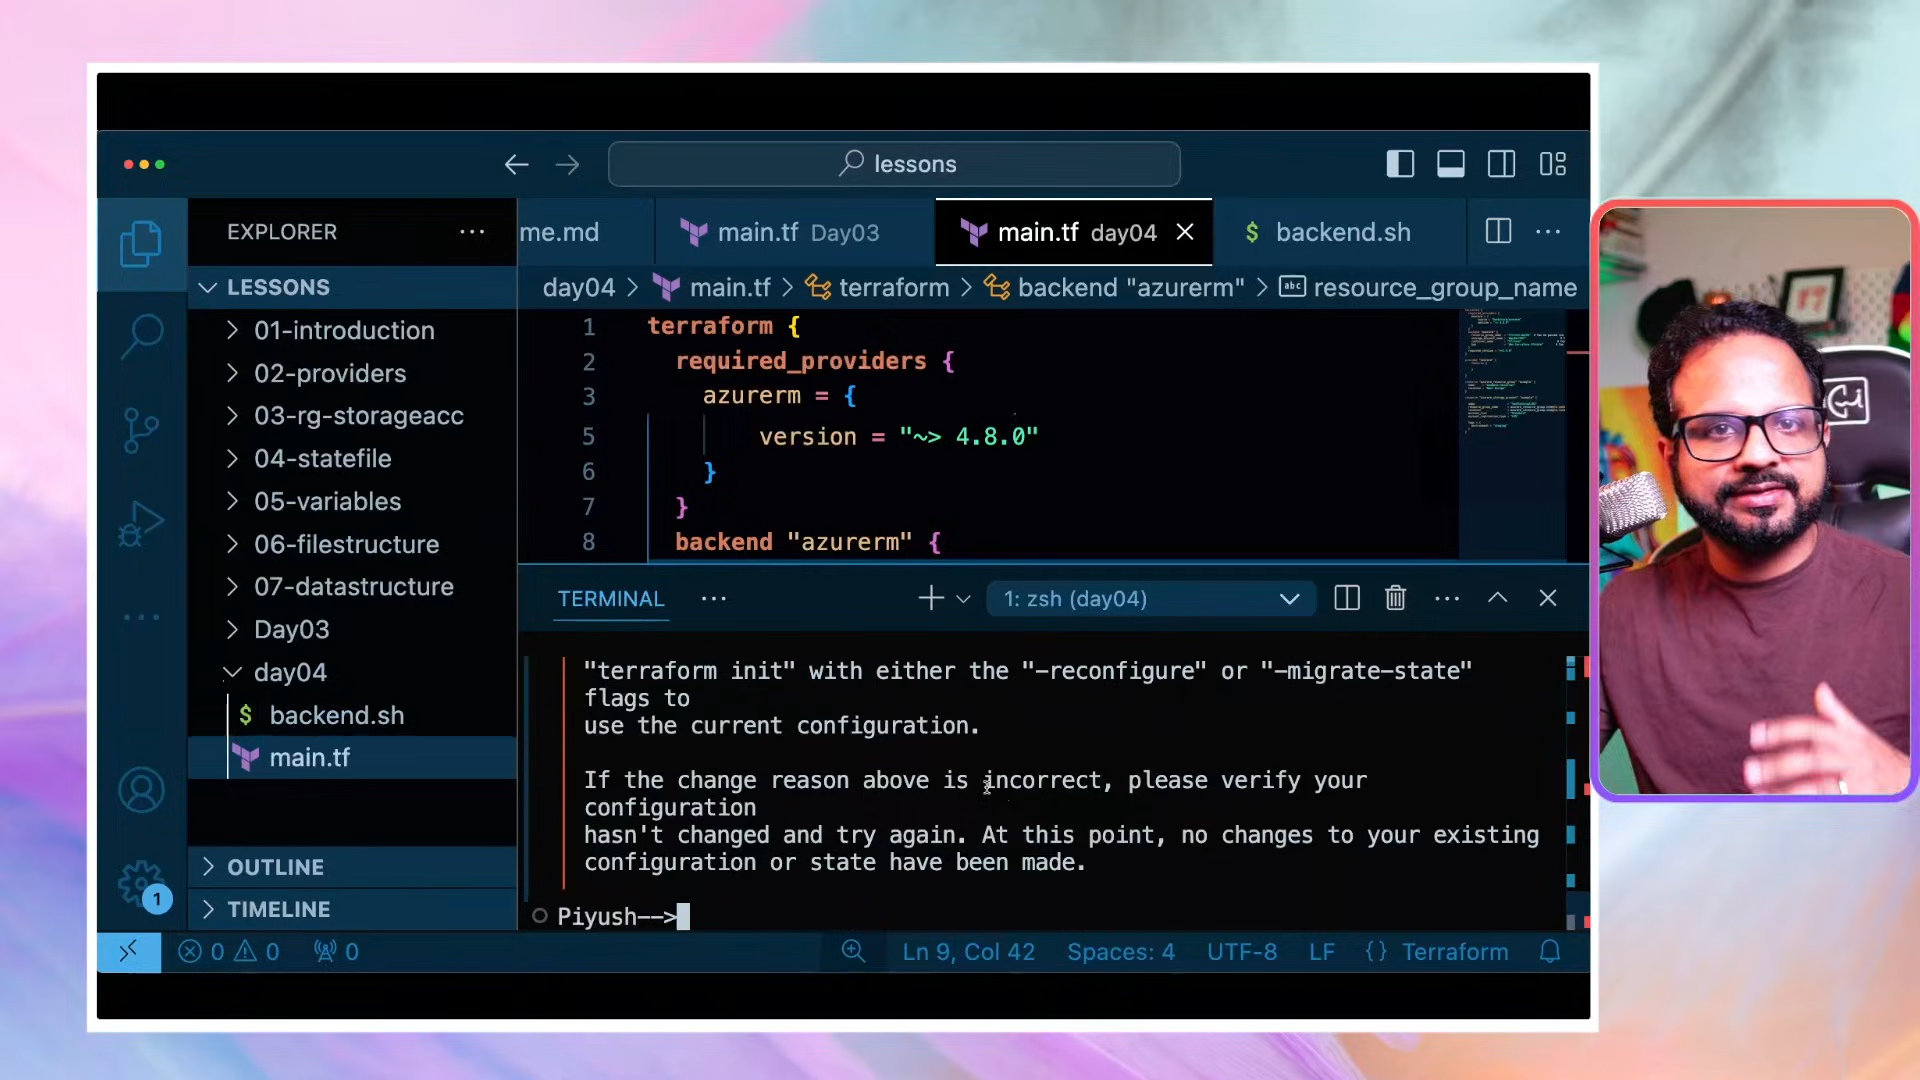 lessons
EXPLORER
me.md
main.tf Day03
main.tf day04
$ backend.sh
LESSONS
day04 > main.tf > terraform > backend "azurerm" > abc resource_group_name
01-introduction
02-providers
03-rg-storageacc
04-statefile
05-variables
06-filestructure
07-datastructure
Day03
day04
$ backend.sh
main.tf
OUTLINE
TIMELINE
1 terraform {
2 required_providers {
3 azurerm = {
5 version = "~> 4.8.0"
6 }
7 }
8 backend "azurerm" {
TERMINAL
1: zsh (day04)
"terraform init" with either the "-reconfigure" or "-migrate-state"
flags to
use the current configuration.
If the change reason above is incorrect, please verify your
configuration
hasn't changed and try again. At this point, no changes to your existing
configuration or state have been made.
Piyush-->
1
0 0 0
Ln 9, Col 42 Spaces: 4 UTF-8 LF {} Terraform